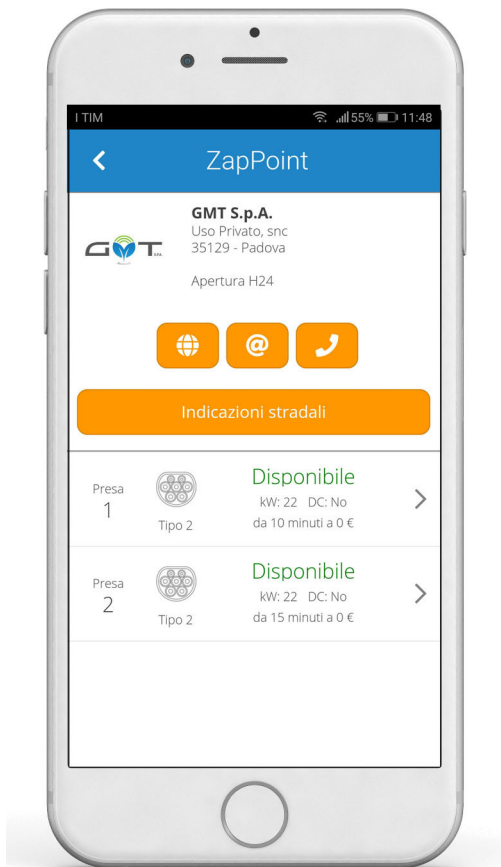 I TIM 55% 11:48
ZapPoint
GMT S.p.A.
Uso Privato, snc
35129 - Padova
Apertura H24
GMT
@
Indicazioni stradali
Presa
1
Tipo 2
Disponibile
kW: 22 DC: No
da 10 minuti a 0 €
Presa
2
Tipo 2
Disponibile
kW: 22 DC: No
da 15 minuti a 0 €